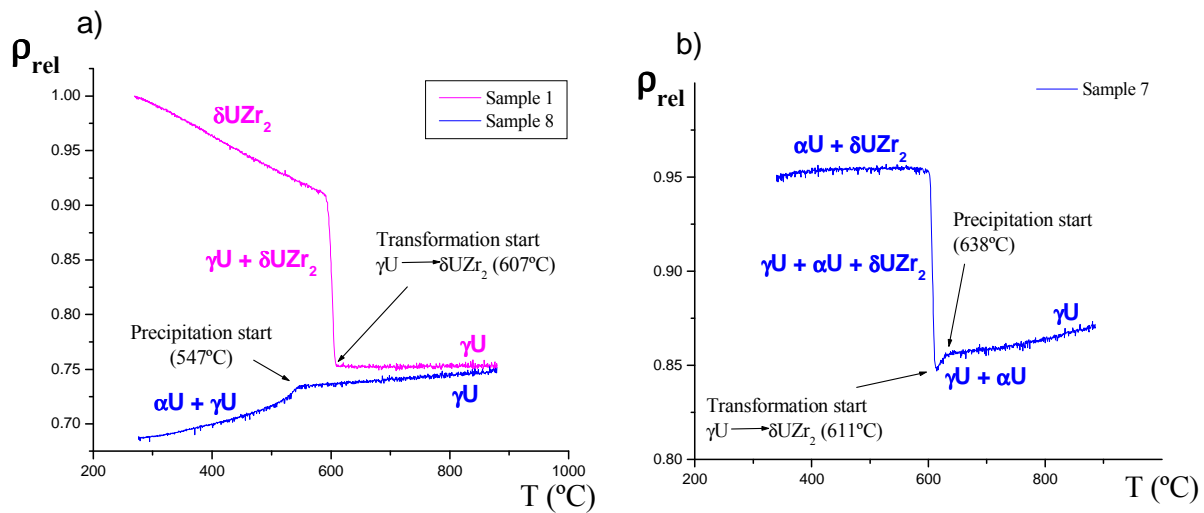 a)
ρrel
1.00
0.95
0.90
0.85
0.80
0.75
0.70
200
400
600
800
1000
T (ºC)
Sample 1
Sample 8
δUZr2
γU + δUZr2
Transformation start
γU → δUZr2 (607ºC)
Precipitation start
(547ºC)
γU
αU + γU
γU
b)
ρrel
0.95
0.90
0.85
0.80
200
400
600
800
T (ºC)
Sample 7
αU + δUZr2
Precipitation start
(638ºC)
γU + αU + δUZr2
γU
γU + αU
Transformation start
γU → δUZr2 (611ºC)